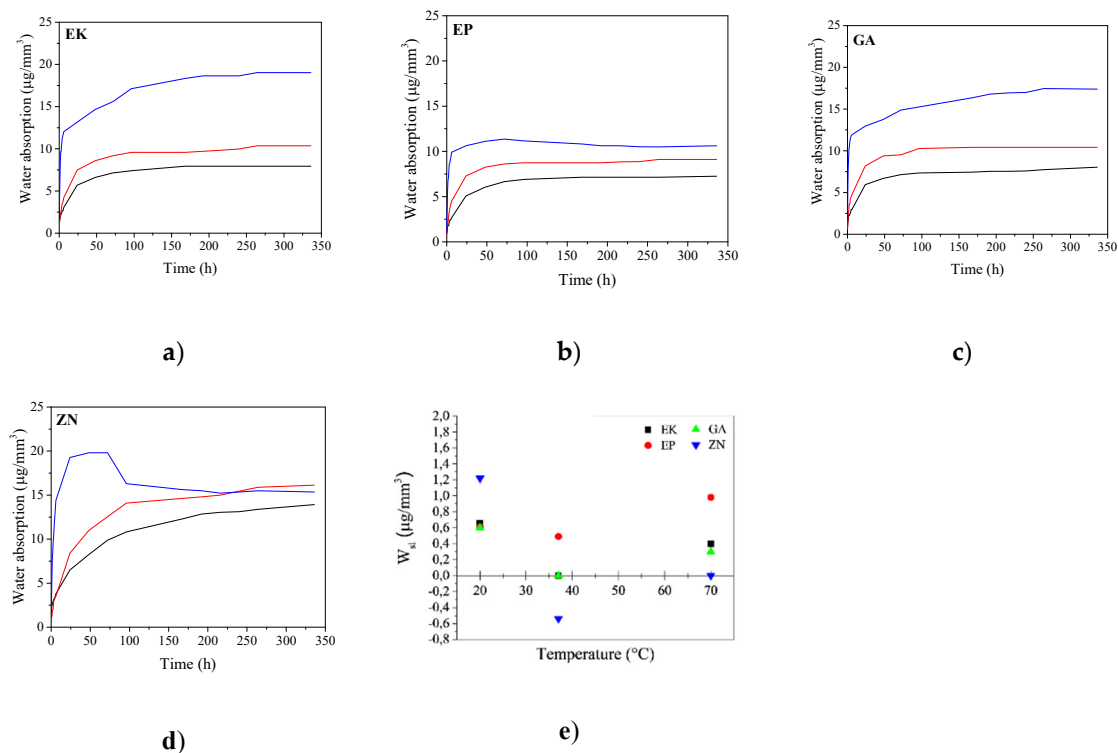 EK
Water absorption (µg/mm³)
25
20
15
10
5
0
0 50 100 150 200 250 300 350
Time (h)
a)
EP
Water absorption (µg/mm³)
25
20
15
10
5
0
0 50 100 150 200 250 300 350
Time (h)
b)
GA
Water absorption (µg/mm³)
25
20
15
10
5
0
0 50 100 150 200 250 300 350
Time (h)
c)
ZN
Water absorption (µg/mm³)
25
20
15
10
5
0
0 50 100 150 200 250 300 350
Time (h)
d)
EK GA
EP ZN
W_sl (µg/mm³)
2,0
1,8
1,6
1,4
1,2
1,0
0,8
0,6
0,4
0,2
0,0
-0,2
-0,4
-0,6
-0,8
20 30 40 50 60 70
Temperature (°C)
e)